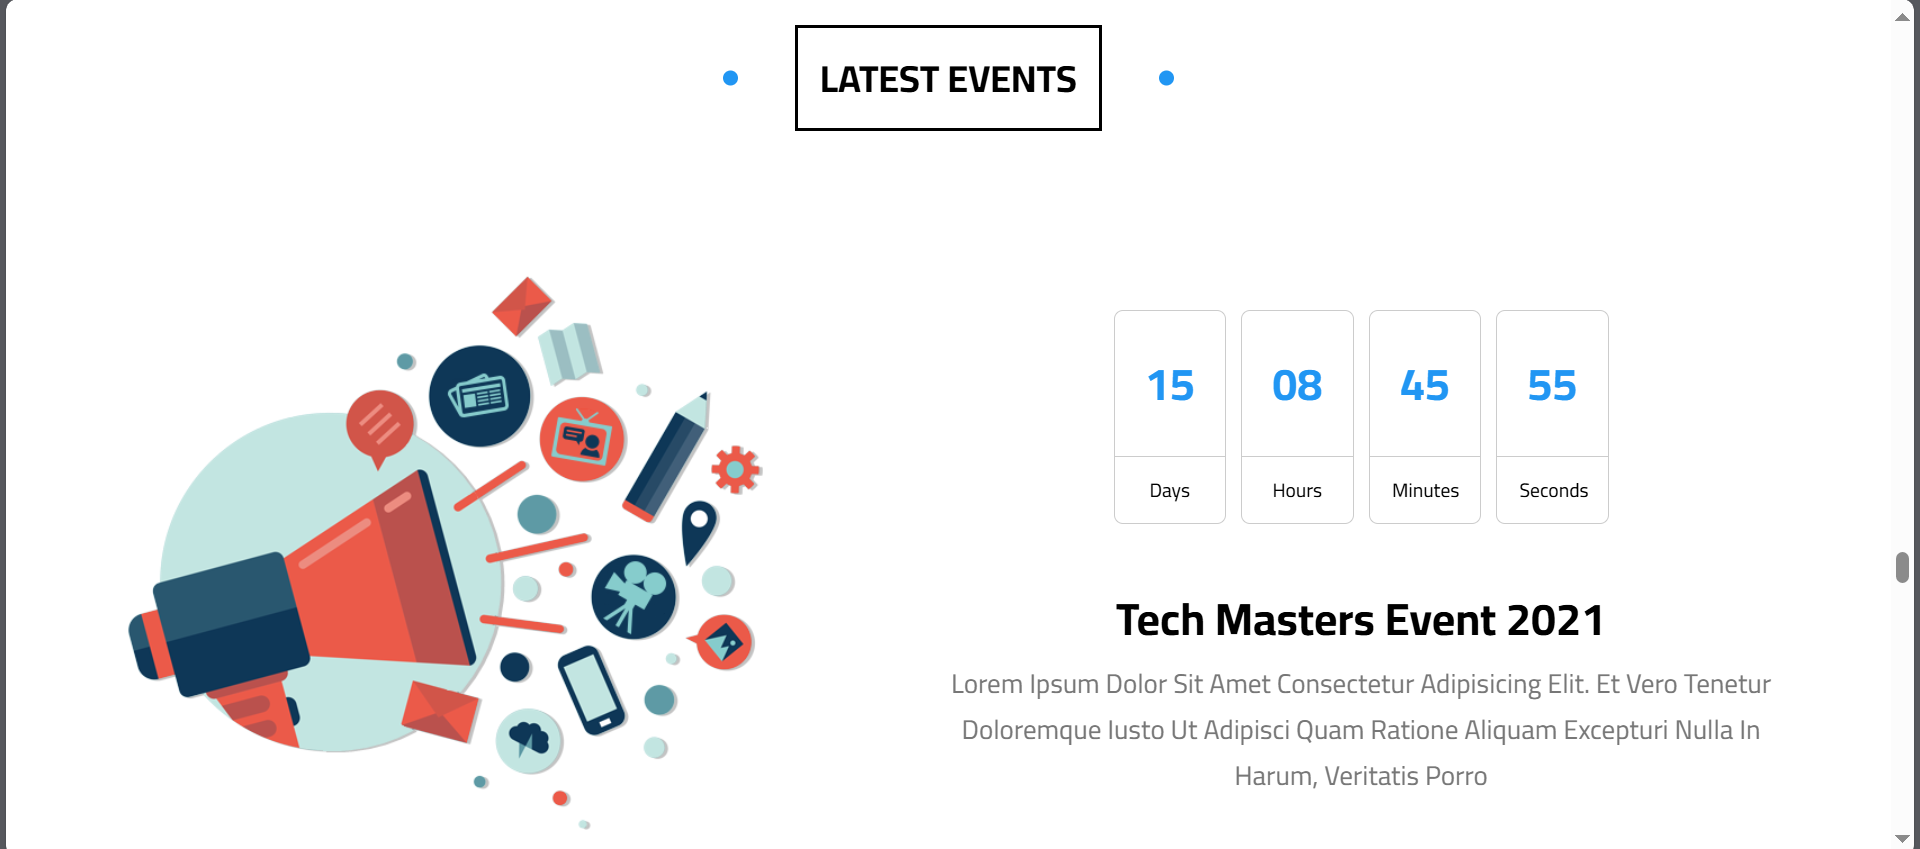 LATEST EVENTS
15 08 45 55
Days Hours Minutes Seconds
Tech Masters Event 2021
Lorem Ipsum Dolor Sit Amet Consectetur Adipisicing Elit. Et Vero Tenetur
Doloremque Iusto Ut Adipisci Quam Ratione Aliquam Excepturi Nulla In
Harum, Veritatis Porro